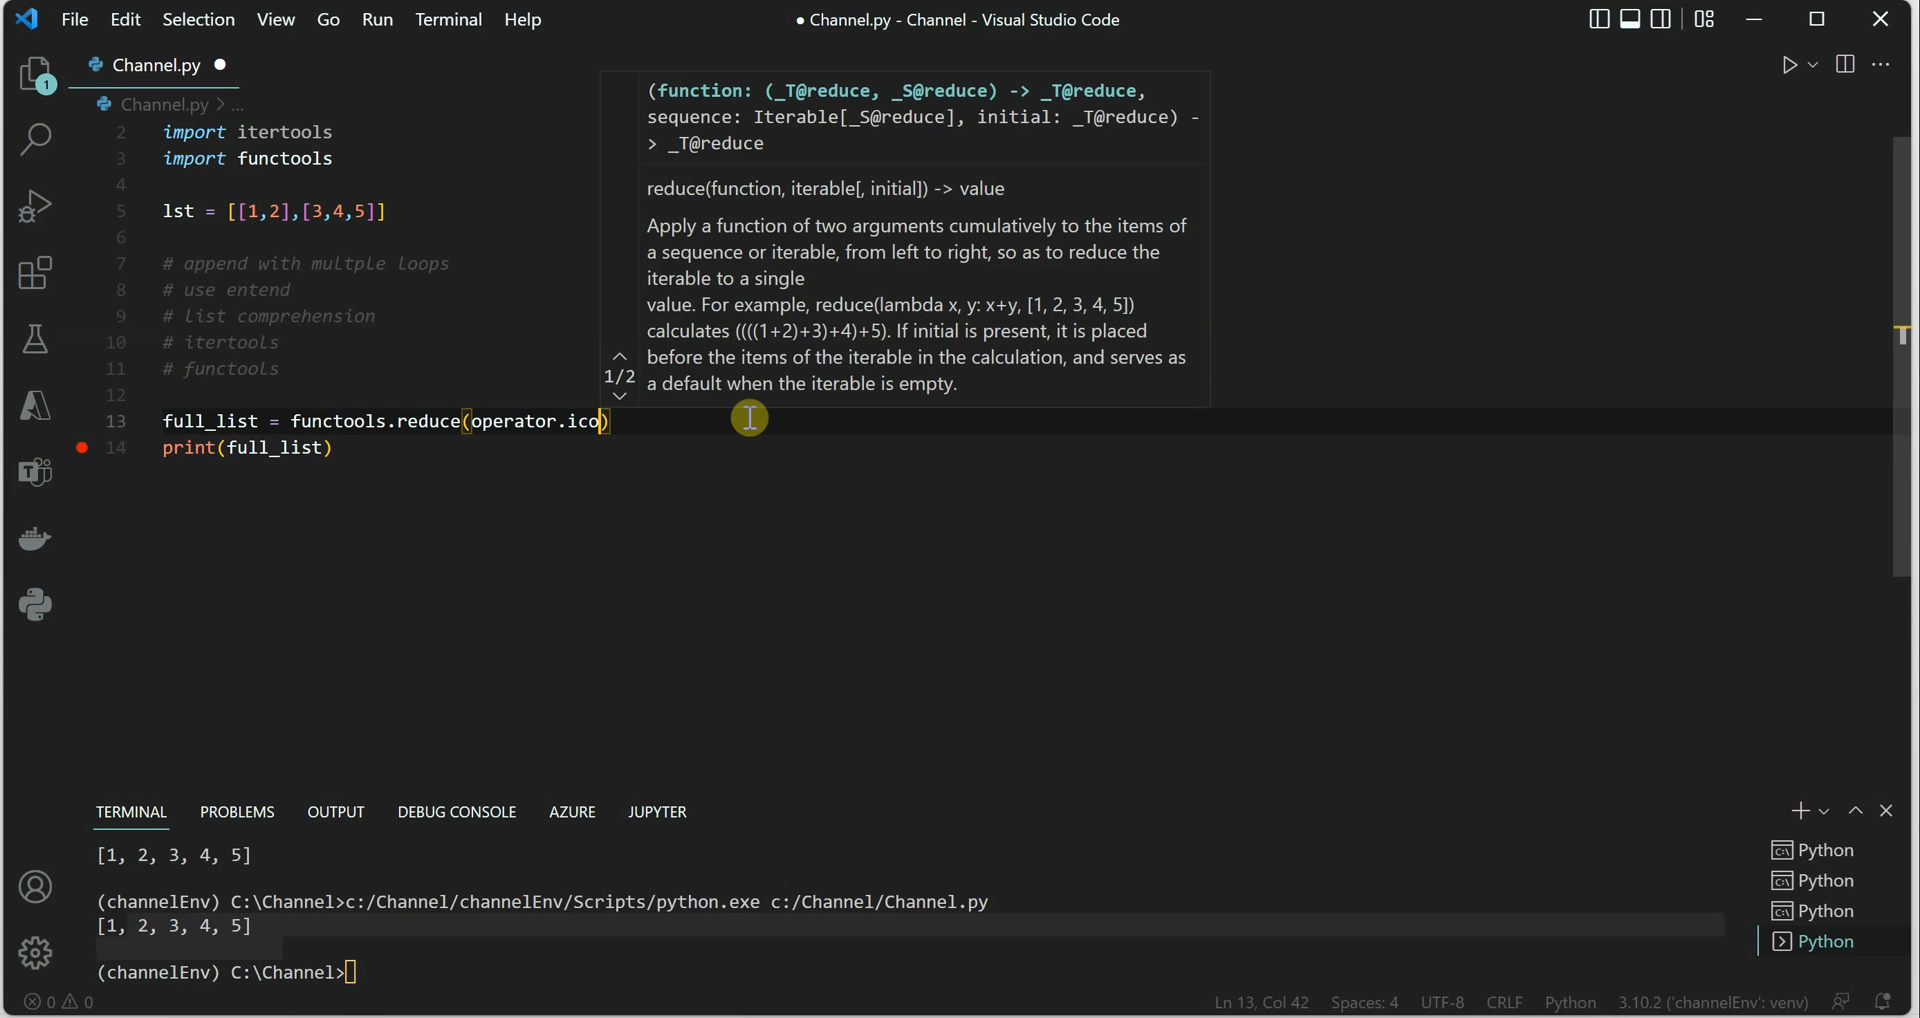 File Edit Selection View Go Run Terminal Help
● Channel.py - Channel - Visual Studio Code
Channel.py ●
Channel.py > ...
1
2 import itertools
3 import functools
4
5 lst = [[1,2],[3,4,5]]
6
7 # append with multple loops
8 # use entend
9 # list comprehension
10 # itertools
11 # functools
12
13 full_list = functools.reduce(operator.ico)
14 print(full_list)
(function: (_T@reduce, _S@reduce) -> _T@reduce,
sequence: Iterable[_S@reduce], initial: _T@reduce) -
> _T@reduce
reduce(function, iterable[, initial]) -> value
Apply a function of two arguments cumulatively to the items of
a sequence or iterable, from left to right, so as to reduce the
iterable to a single
value. For example, reduce(lambda x, y: x+y, [1, 2, 3, 4, 5])
calculates ((((1+2)+3)+4)+5). If initial is present, it is placed
before the items of the iterable in the calculation, and serves as
a default when the iterable is empty.
1/2
TERMINAL PROBLEMS OUTPUT DEBUG CONSOLE AZURE JUPYTER
[1, 2, 3, 4, 5]
(channelEnv) C:\Channel>c:/Channel/channelEnv/Scripts/python.exe c:/Channel/Channel.py
[1, 2, 3, 4, 5]
(channelEnv) C:\Channel>
Python
Python
Python
Python
0 0
Ln 13, Col 42 Spaces: 4 UTF-8 CRLF Python 3.10.2 ('channelEnv': venv)